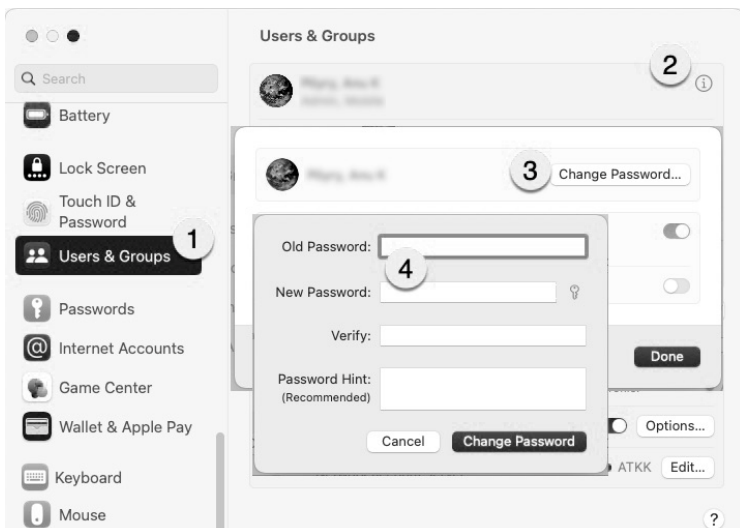 Users & Groups
Search
2
Battery
Lock Screen
Touch ID &
Password
1
Users & Groups
Passwords
Internet Accounts
Game Center
Wallet & Apple Pay
Keyboard
Mouse
3
Change Password...
Old Password:
4
New Password:
Verify:
Password Hint:
(Recommended)
Cancel
Change Password
Done
Options...
ATKK
Edit...
?